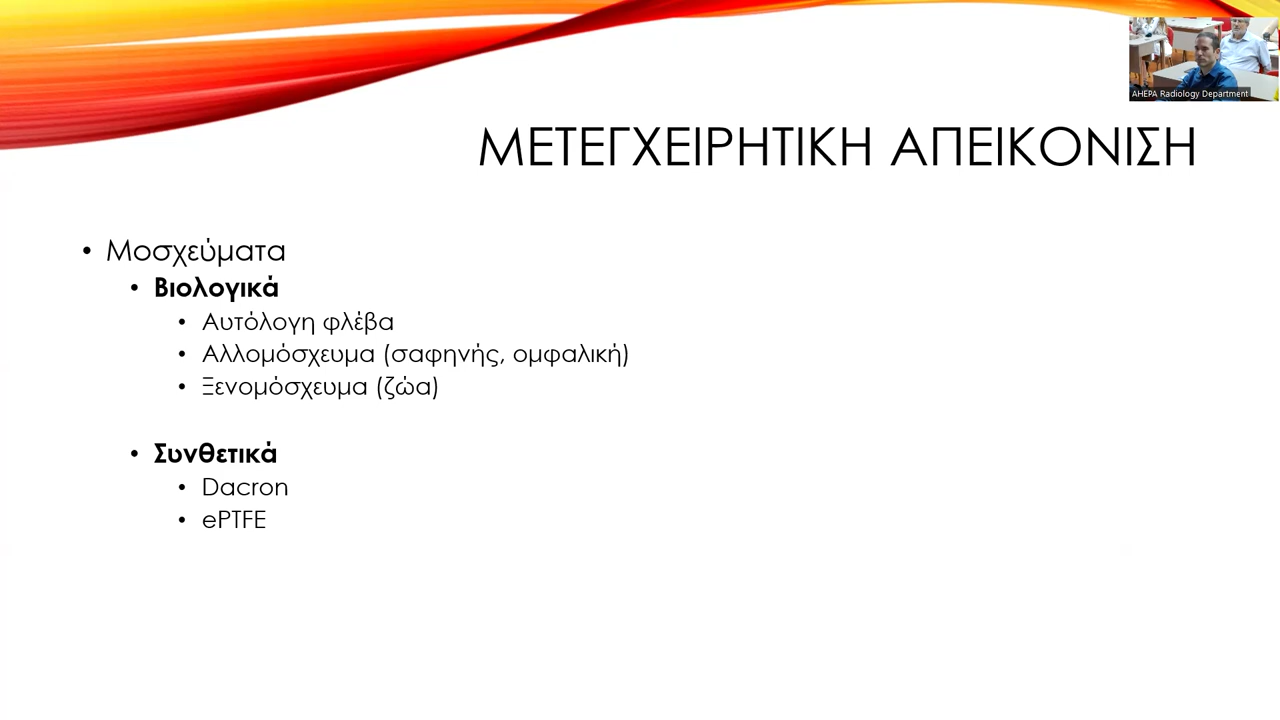 AHEPA Radiology Department
ΜΕΤΕΓΧΕΙΡΗΤΙΚΗ ΑΠΕΙΚΟΝΙΣΗ
• Μοσχεύματα
• Βιολογικά
• Αυτόλογη φλέβα
• Αλλομόσχευμα (σαφηνής, ομφαλική)
• Ξενομόσχευμα (ζώα)
• Συνθετικά
• Dacron
• ePTFE